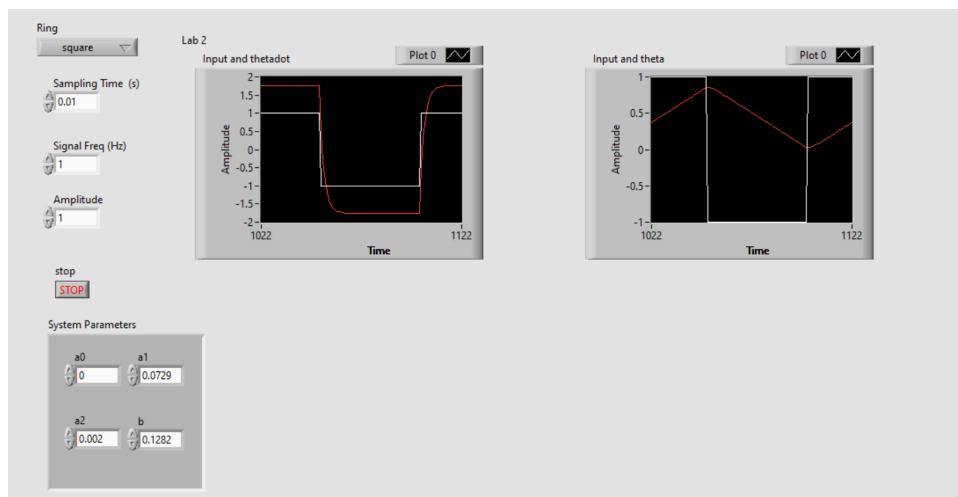 Ring
square
Sampling Time (s)
0.01
Signal Freq (Hz)
1
Amplitude
1
stop
STOP
System Parameters
a0 a1
0 0.0729
a2 b
0.002 0.1282
Lab 2
Input and thetadot
Plot 0
Amplitude
2
1.5
1
0.5
0
-0.5
-1
-1.5
-2
1022 1122
Time
Input and theta
Plot 0
Amplitude
1
0.5
0
-0.5
-1
1022 1122
Time